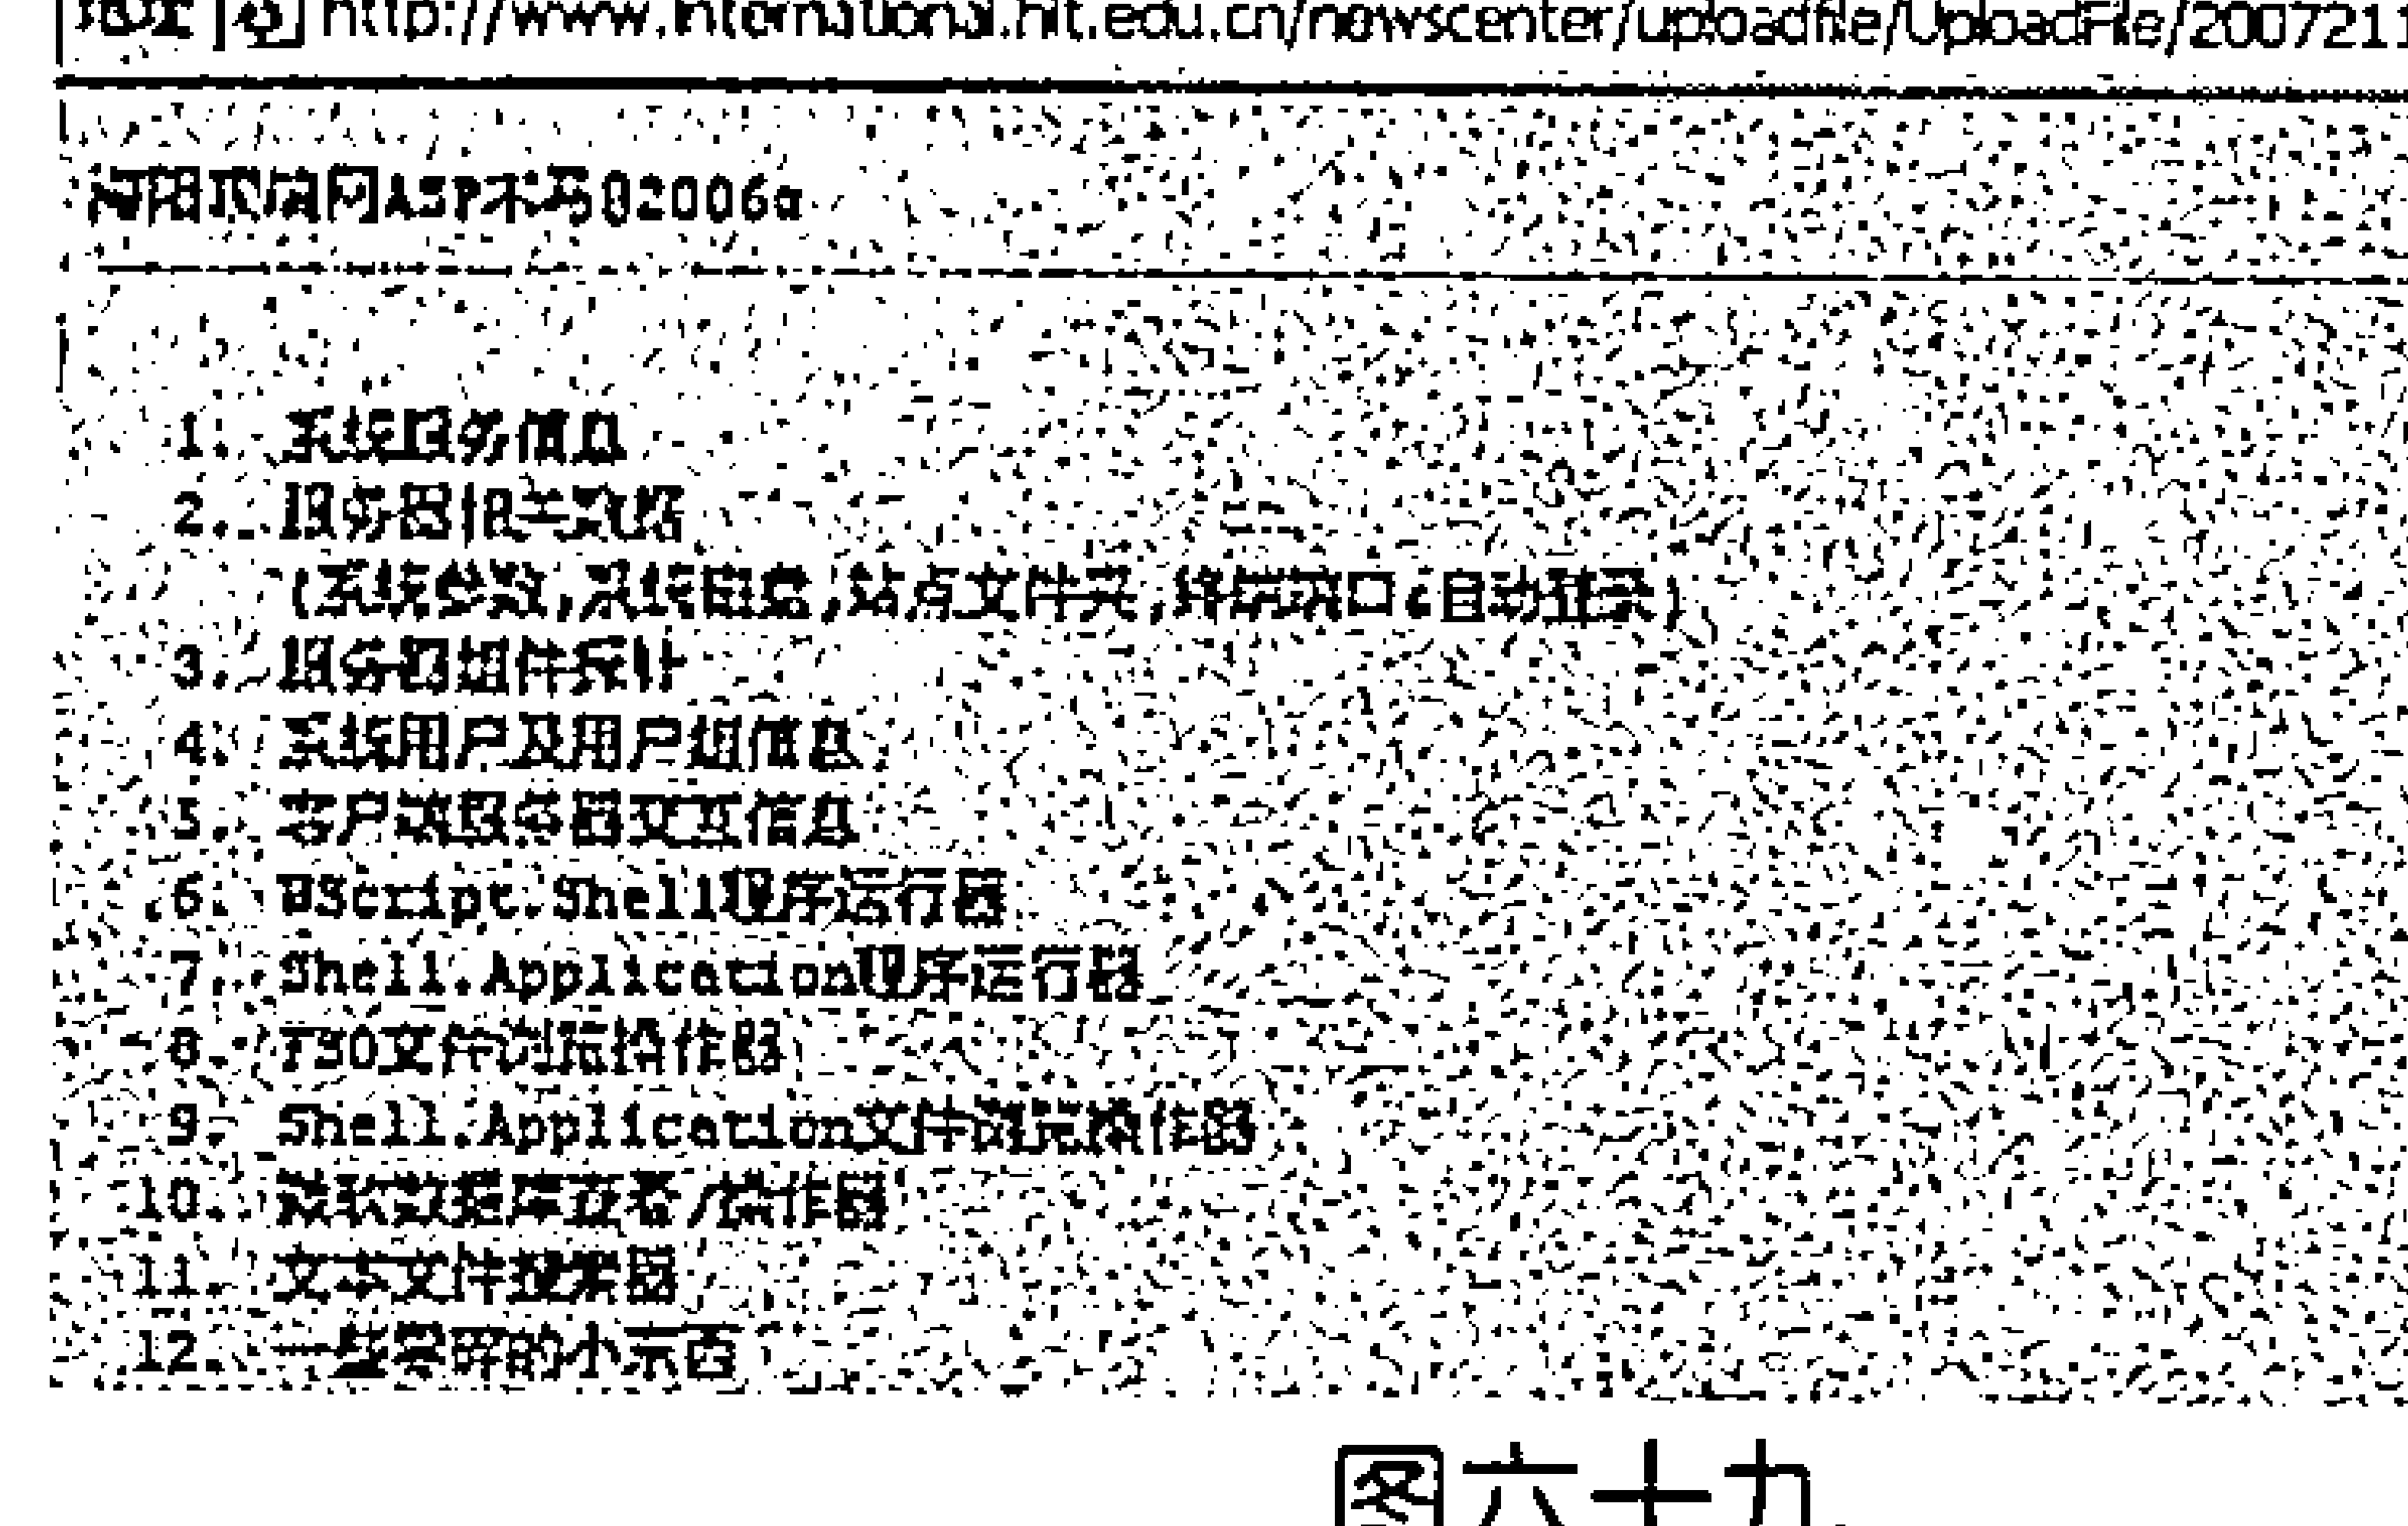 http://www.international.hit.edu.cn/newscenter/uploadfile/UploadFile/2007211
海阳顶端网ASP木马@2006α
1. 系统服务信息
2. 服务器相关数据
(系统参数,系统磁盘,站点文件夹,终端端口&自动登录)
3. 服务器组件探针
4. 系统用户及用户组信息
5. 客户端服务器交互信息
6. WScript.Shell程序运行器
7. Shell.Application程序运行器
8. FSO文件浏览操作器
9. Shell.Application文件浏览操作器
10. 数据库查看/操作器
11. 文本文件搜索器
12. 一些零碎的小东西
图六十九